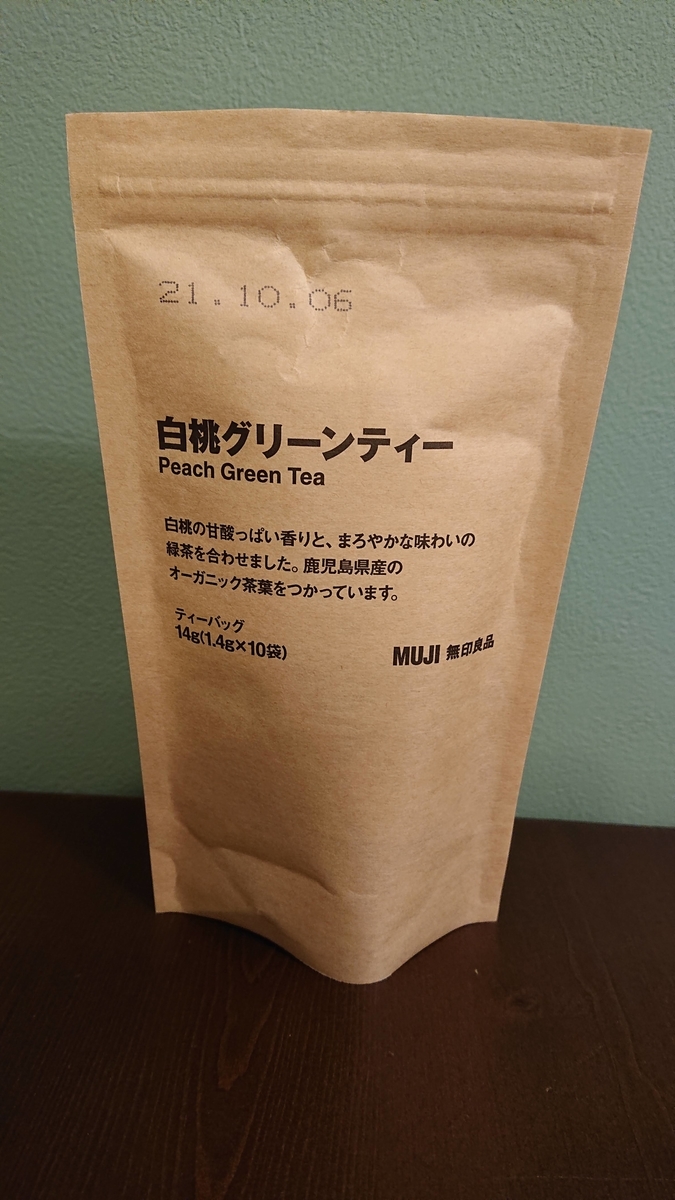 21.10.06
白桃グリーンティー
Peach Green Tea
白桃の甘酸っぱい香りと、まろやかな味わいの
緑茶を合わせました。鹿児島県産の
オーガニック茶葉をつかっています。
ティーバッグ
14g(1.4g×10袋)
MUJI 無印良品